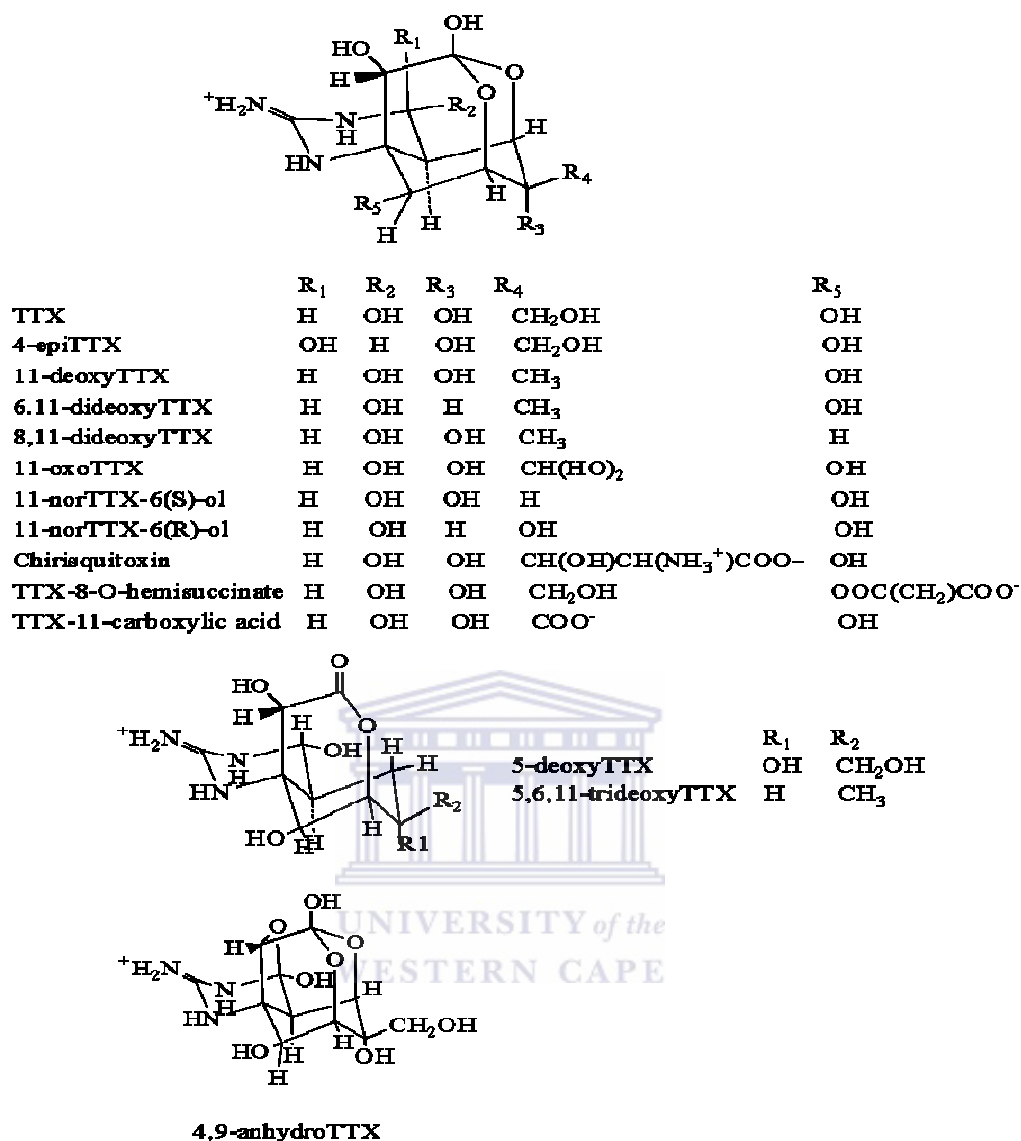 OH
HO R₁
H O
O
⁺H₂N N H R₂ H
HN
R₅ H R₄
H H R₃
R₁ R₂ R₃ R₄ R₅
TTX H OH OH CH₂OH OH
4-epiTTX OH H OH CH₂OH OH
11-deoxyTTX H OH OH CH₃ OH
6.11-dideoxyTTX H OH H CH₃ OH
8,11-dideoxyTTX H OH OH CH₃ H
11-oxoTTX H OH OH CH(HO)₂ OH
11-norTTX-6(S)-ol H OH OH H OH
11-norTTX-6(R)-ol H OH H OH OH
Chirisquitoxin H OH OH CH(OH)CH(NH₃⁺)COO– OH
TTX-8-O-hemisuccinate H OH OH CH₂OH OOC(CH₂)COO⁻
TTX-11-carboxylic acid H OH OH COO⁻ OH
O
HO
H H O H
⁺H₂N N H OH H
HN R₂
HO H H H R1
R₁ R₂
5-deoxyTTX OH CH₂OH
5,6,11-trideoxyTTX H CH₃
OH
O O
H O
⁺H₂N N H OH H
HN CH₂OH
HO H H OH
H
UNIVERSITY of the
WESTERN CAPE
4,9-anhydroTTX